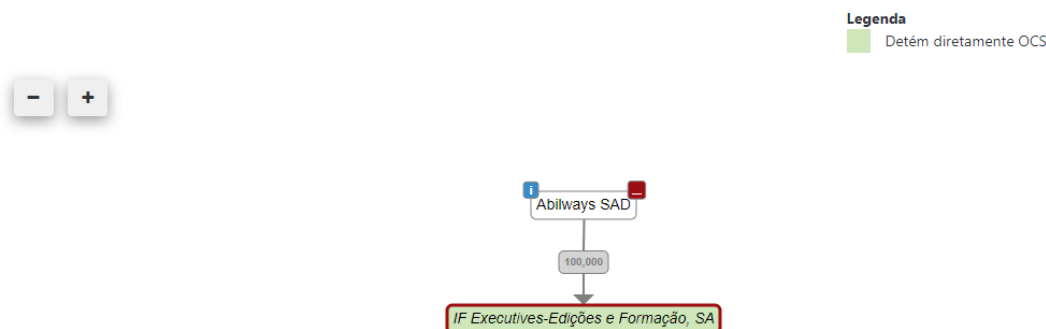 Legenda
Detém diretamente OCS
− +
i
_
Abilways SAD
100,000
IF Executives-Edições e Formação, SA